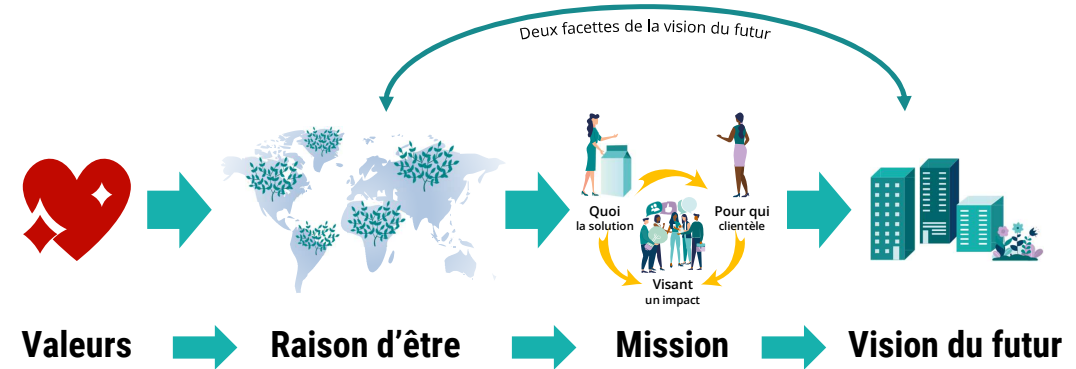 Deux facettes de la vision du futur
Quoi
la solution
Pour qui
clientèle
Visant
un impact
Valeurs
Raison d’être
Mission
Vision du futur